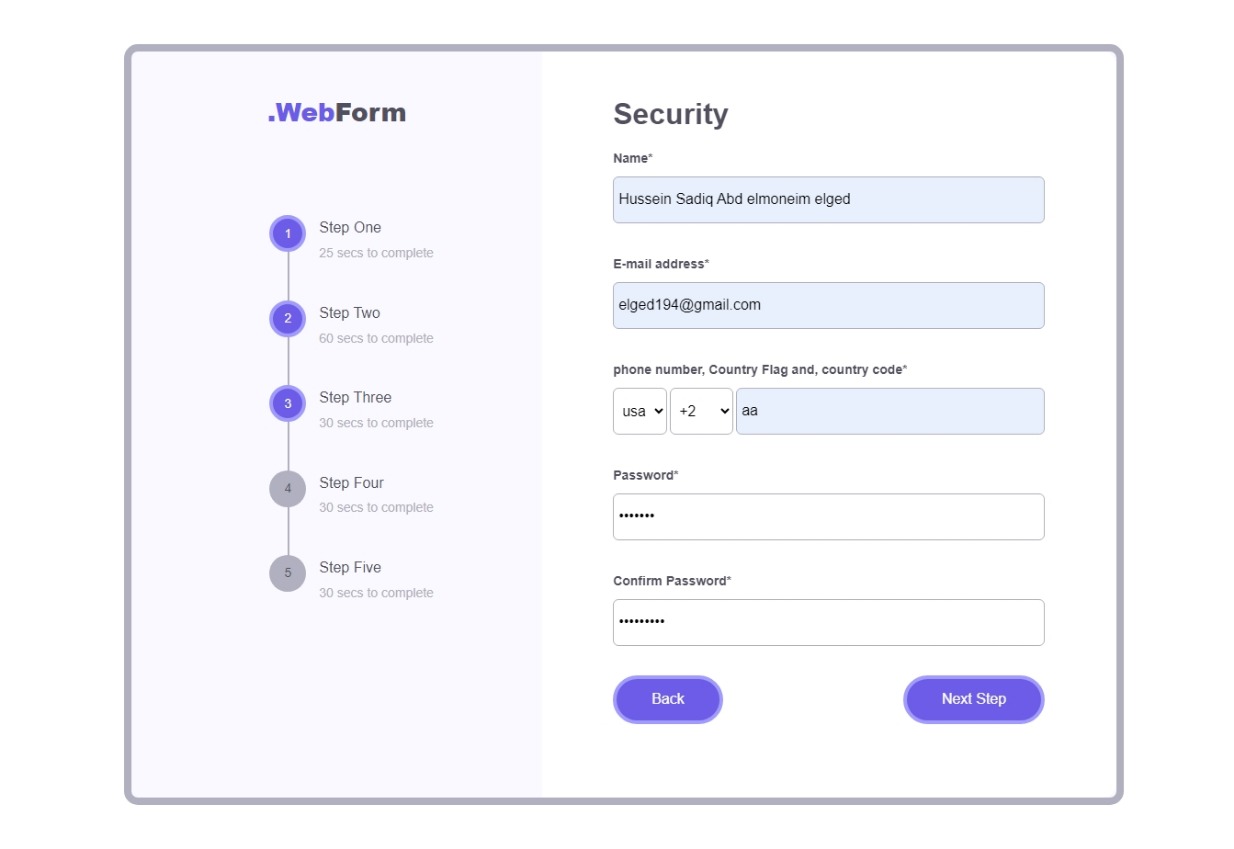 .WebForm
1
Step One
25 secs to complete
2
Step Two
60 secs to complete
3
Step Three
30 secs to complete
4
Step Four
30 secs to complete
5
Step Five
30 secs to complete
Security
Name*
Hussein Sadiq Abd elmoneim elged
E-mail address*
elged194@gmail.com
phone number, Country Flag and, country code*
usa +2 aa
Password*
•••••••
Confirm Password*
•••••••••
Back Next Step